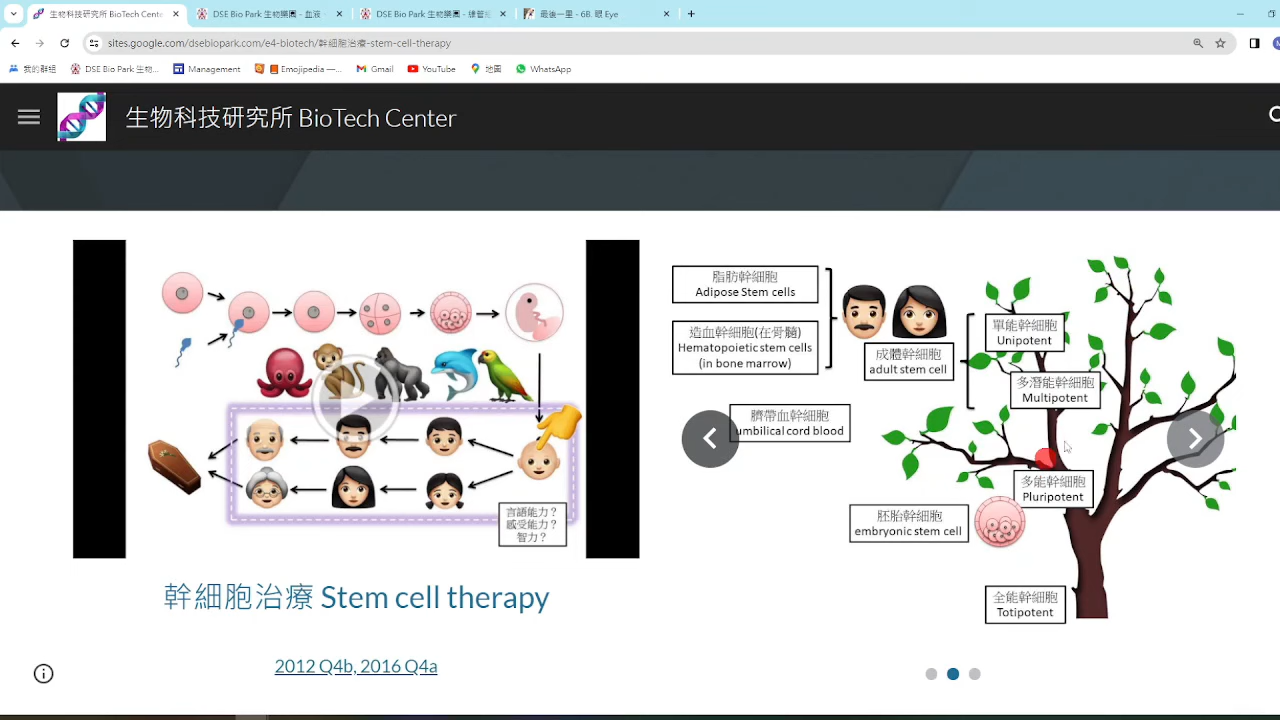 生物科技研究所 BioTech Cente
DSE Bio Park 生物樂園 - 血液
DSE Bio Park 生物樂園 -
最後一里 - 6B. 眼 Eye
sites.google.com/dsebiopark.com/e4-biotech/幹細胞治療-stem-cell-therapy
我的群組
DSE Bio Park 生物...
Management
Emojipedia —...
Gmail
YouTube
地圖
WhatsApp
生物科技研究所 BioTech Center
言語能力？
感受能力？
智力？
幹細胞治療 Stem cell therapy
2012 Q4b, 2016 Q4a
脂肪幹細胞
Adipose Stem cells
造血幹細胞(在骨髓)
Hematopoietic stem cells
(in bone marrow)
成體幹細胞
adult stem cell
單能幹細胞
Unipotent
多潛能幹細胞
Multipotent
臍帶血幹細胞
umbilical cord blood
多能幹細胞
Pluripotent
胚胎幹細胞
embryonic stem cell
全能幹細胞
Totipotent